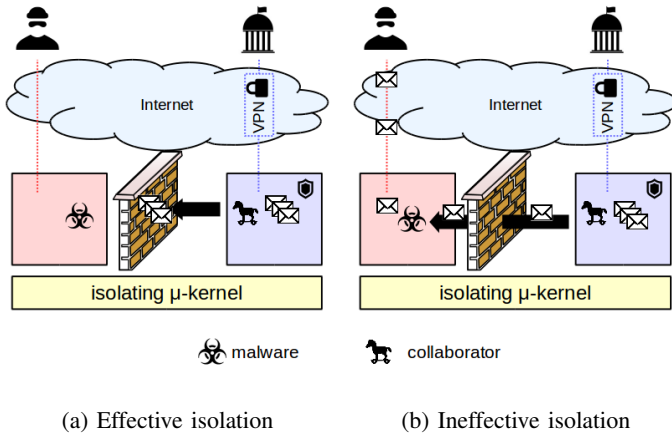 Internet
VPN
isolating μ-kernel
Internet
VPN
isolating μ-kernel
malware
collaborator
(a) Effective isolation
(b) Ineffective isolation